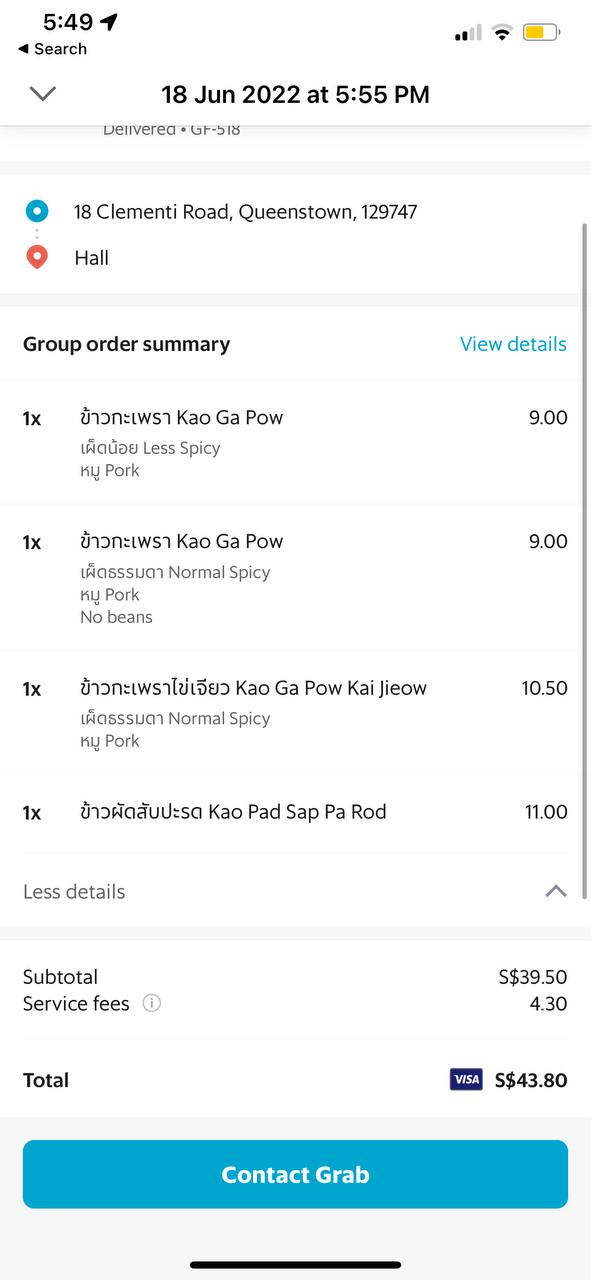 5:49
Search
18 Jun 2022 at 5:55 PM
Delivered • GF-518
18 Clementi Road, Queenstown, 129747
Hall
Group order summary View details
1x ข้าวกะเพรา Kao Ga Pow 9.00
เผ็ดน้อย Less Spicy
หมู Pork
1x ข้าวกะเพรา Kao Ga Pow 9.00
เผ็ดธรรมดา Normal Spicy
หมู Pork
No beans
1x ข้าวกะเพราไข่เจียว Kao Ga Pow Kai Jieow 10.50
เผ็ดธรรมดา Normal Spicy
หมู Pork
1x ข้าวผัดสับปะรด Kao Pad Sap Pa Rod 11.00
Less details
Subtotal S$39.50
Service fees 4.30
Total VISA S$43.80
Contact Grab